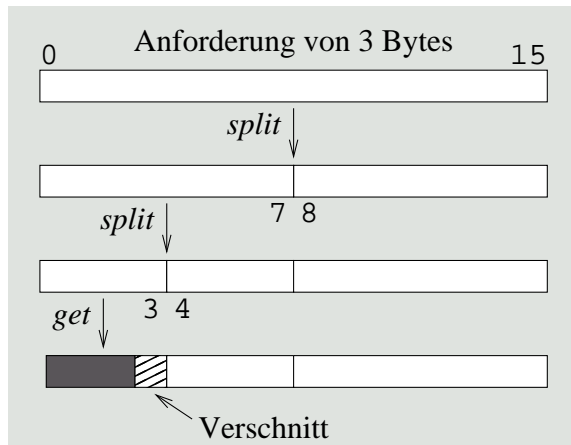 Anforderung von 3 Bytes
0 15
split
7 8
split
3 4
get
Verschnitt